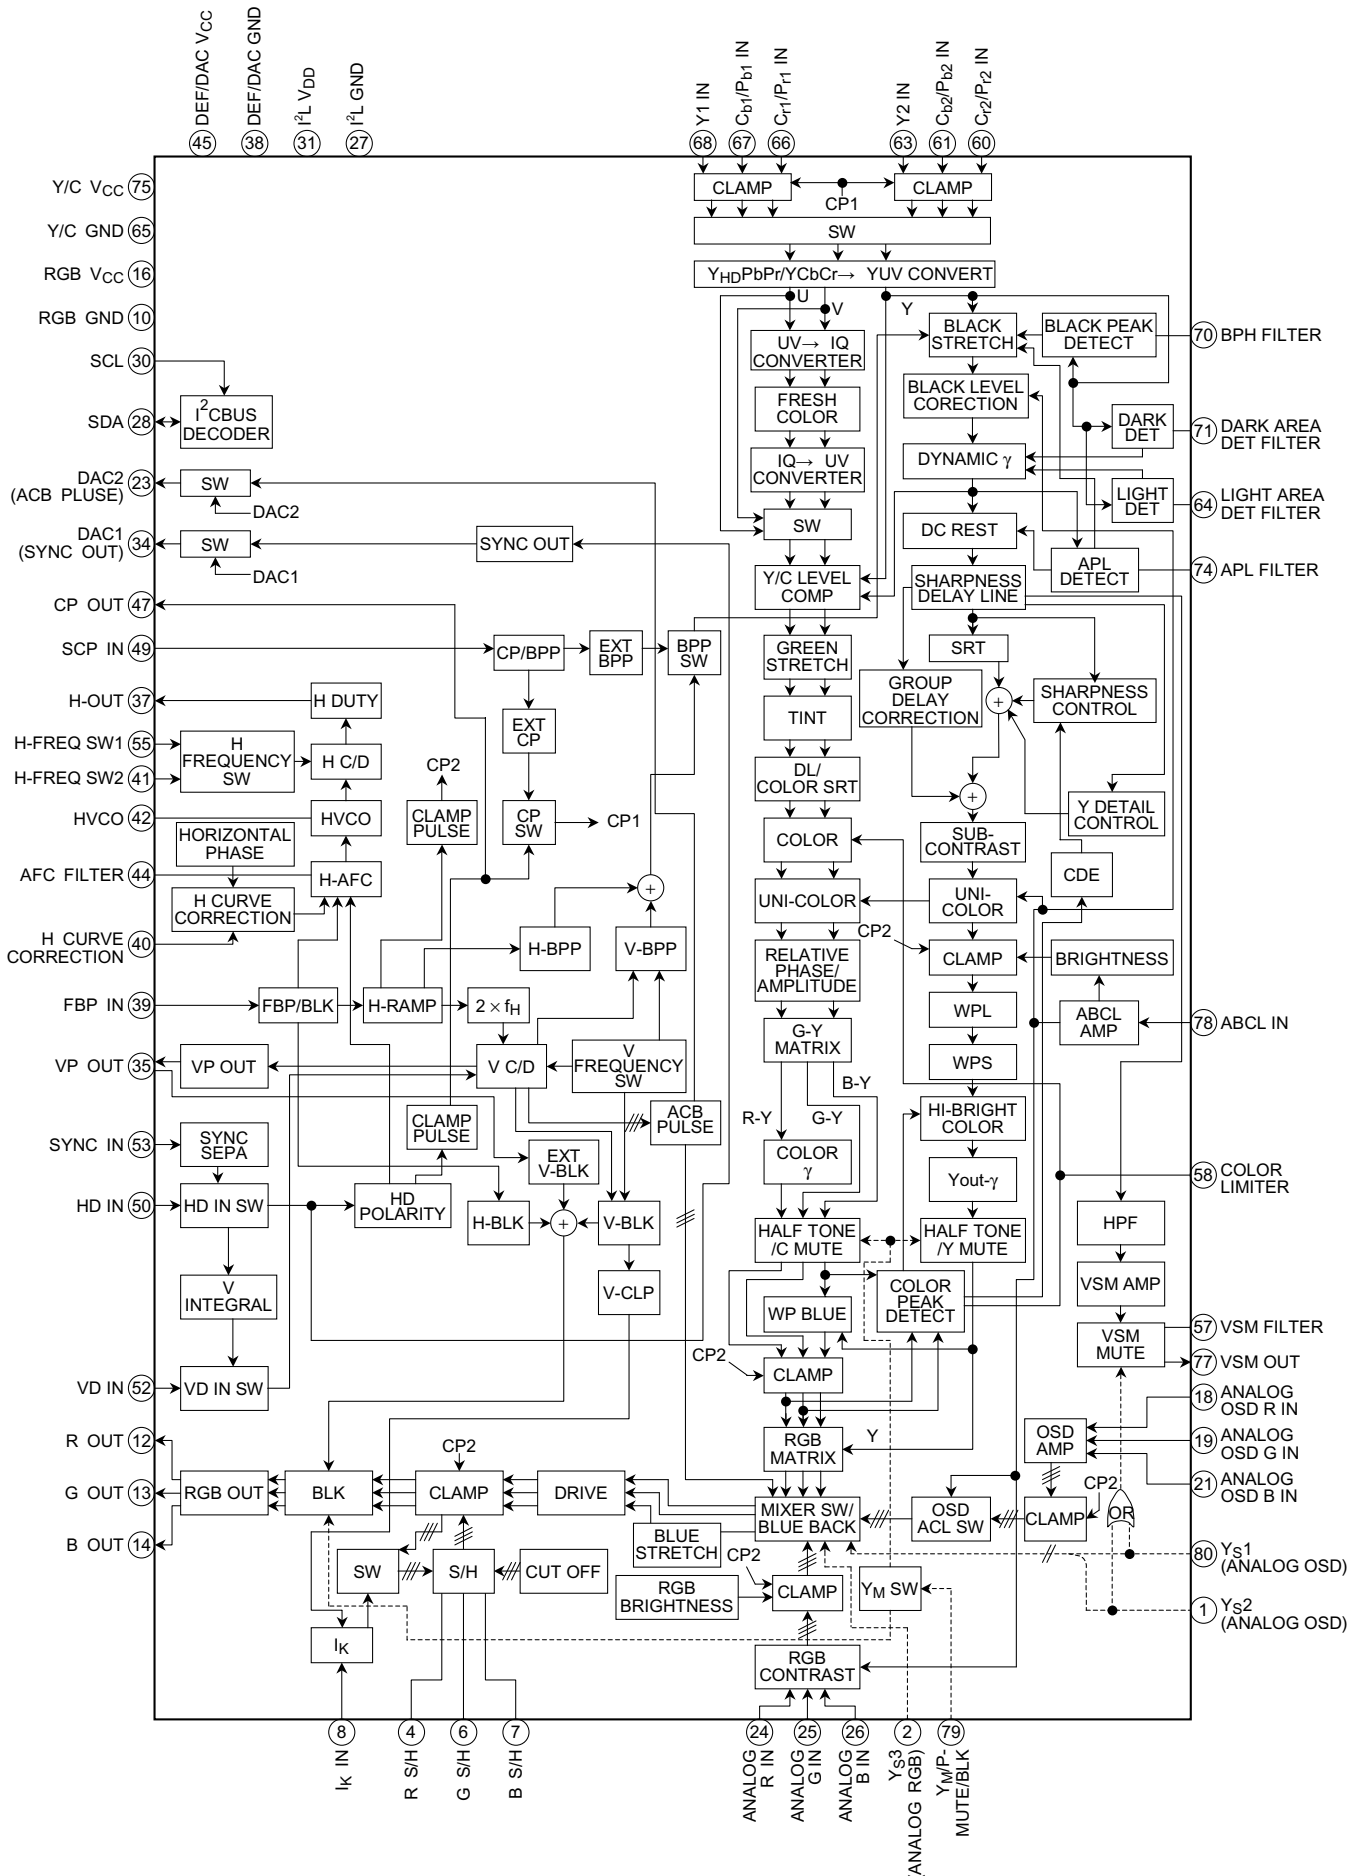 DEF/DAC VCC
DEF/DAC GND
I²L VDD
I²L GND
Y1 IN
Cb1/Pb1 IN
Cr1/Pr1 IN
Y2 IN
Cb2/Pb2 IN
Cr2/Pr2 IN
45
38
31
27
68
67
66
63
61
60
Y/C VCC 75
Y/C GND 65
RGB VCC 16
RGB GND 10
SCL 30
SDA 28
DAC2
(ACB PLUSE) 23
DAC1
(SYNC OUT) 34
CP OUT 47
SCP IN 49
H-OUT 37
H-FREQ SW1 55
H-FREQ SW2 41
HVCO 42
AFC FILTER 44
H CURVE
CORRECTION 40
FBP IN 39
VP OUT 35
SYNC IN 53
HD IN 50
VD IN 52
R OUT 12
G OUT 13
B OUT 14
I²CBUS
DECODER
SW
DAC2
SW
DAC1
SYNC OUT
CP/BPP
EXT
BPP
BPP
SW
H DUTY
EXT
CP
H
FREQUENCY
SW
H C/D
CP2
HVCO
CLAMP
PULSE
CP
SW
CP1
HORIZONTAL
PHASE
H-AFC
H CURVE
CORRECTION
+
H-BPP
V-BPP
FBP/BLK
H-RAMP
2 × fH
VP OUT
V C/D
V
FREQUENCY
SW
CLAMP
PULSE
ACB
PULSE
SYNC
SEPA
EXT
V-BLK
HD IN SW
HD
POLARITY
H-BLK
+
V-BLK
V
INTEGRAL
V-CLP
VD IN SW
CP2
RGB OUT
BLK
CLAMP
DRIVE
BLUE
STRETCH
SW
S/H
CUT OFF
IK
RGB
BRIGHTNESS
CLAMP
CLAMP
CP1
SW
YHDPbPr/YCbCr→ YUV CONVERT
U
V
Y
UV→ IQ
CONVERTER
FRESH
COLOR
IQ→ UV
CONVERTER
SW
Y/C LEVEL
COMP
GREEN
STRETCH
TINT
DL/
COLOR SRT
COLOR
UNI-COLOR
RELATIVE
PHASE/
AMPLITUDE
G-Y
MATRIX
R-Y
G-Y
B-Y
COLOR
γ
HALF TONE
/C MUTE
WP BLUE
CP2
CLAMP
RGB
MATRIX
MIXER SW/
BLUE BACK
CP2
CLAMP
RGB
CONTRAST
BLACK
STRETCH
BLACK PEAK
DETECT
BLACK LEVEL
CORECTION
DARK
DET
DYNAMIC γ
LIGHT
DET
DC REST
APL
DETECT
SHARPNESS
DELAY LINE
SRT
GROUP
DELAY
CORRECTION
+
SHARPNESS
CONTROL
+
Y DETAIL
CONTROL
SUB-
CONTRAST
CDE
UNI-
COLOR
CP2
CLAMP
BRIGHTNESS
WPL
ABCL
AMP
WPS
HI-BRIGHT
COLOR
Yout-γ
HALF TONE
/Y MUTE
HPF
COLOR
PEAK
DETECT
VSM AMP
VSM
MUTE
Y
OSD
AMP
OSD
ACL SW
CLAMP
CP2
OR
YM SW
70 BPH FILTER
71 DARK AREA
DET FILTER
64 LIGHT AREA
DET FILTER
74 APL FILTER
78 ABCL IN
58 COLOR
LIMITER
57 VSM FILTER
77 VSM OUT
18 ANALOG
OSD R IN
19 ANALOG
OSD G IN
21 ANALOG
OSD B IN
80 YS1
(ANALOG OSD)
1 YS2
(ANALOG OSD)
8
4
6
7
24
25
26
2
79
IK IN
R S/H
G S/H
B S/H
ANALOG
R IN
ANALOG
G IN
ANALOG
B IN
YS3
(ANALOG RGB)
YM/P-
MUTE/BLK